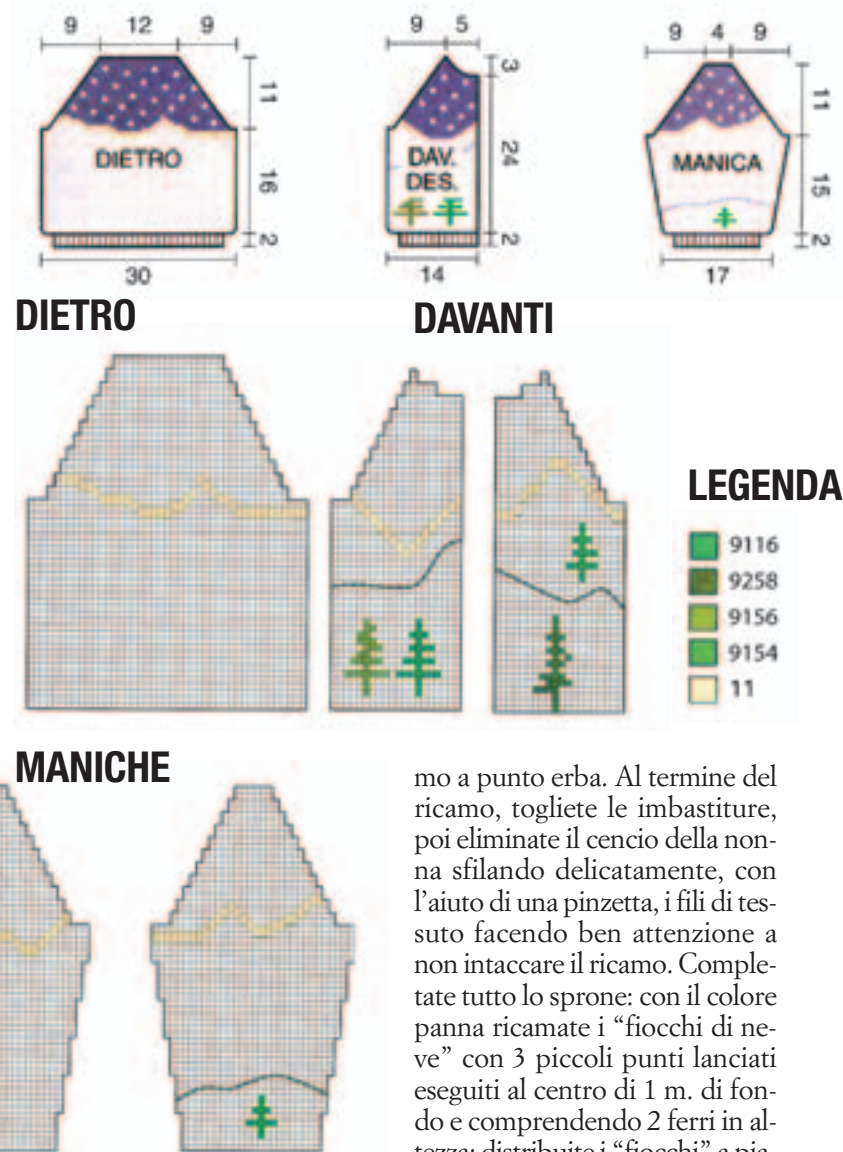 9 12 9
11
DIETRO
16
2
30
9 5
3
DAV.
DES.
24
2
14
9 4 9
11
MANICA
15
2
17
DIETRO
DAVANTI
LEGENDA
9116
9258
9156
9154
11
MANICHE
mo a punto erba. Al termine del
ricamo, togliete le imbastiture,
poi eliminate il cencio della non-
na sfilando delicatamente, con
l'aiuto di una pinzetta, i fili di tes-
suto facendo ben attenzione a
non intaccare il ricamo. Comple-
tate tutto lo sprone: con il colore
panna ricamate i “fiocchi di ne-
ve” con 3 piccoli punti lanciati
eseguiti al centro di 1 m. di fon-
do e comprendendo 2 ferri in al-
tezza; distribuite i “fiocchi” a pia-